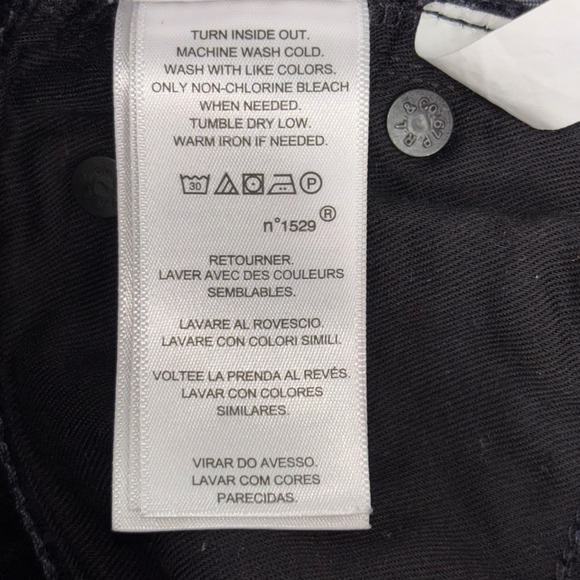 TURN INSIDE OUT.
MACHINE WASH COLD.
WASH WITH LIKE COLORS.
ONLY NON-CHLORINE BLEACH
WHEN NEEDED.
TUMBLE DRY LOW.
WARM IRON IF NEEDED.
30 P
n°1529 ®
RETOURNER.
LAVER AVEC DES COULEURS
SEMBLABLES.
LAVARE AL ROVESCIO.
LAVARE CON COLORI SIMILI.
VOLTEE LA PRENDA AL REVÉS.
LAVAR CON COLORES
SIMILARES.
VIRAR DO AVESSO.
LAVAR COM CORES
PARECIDAS.